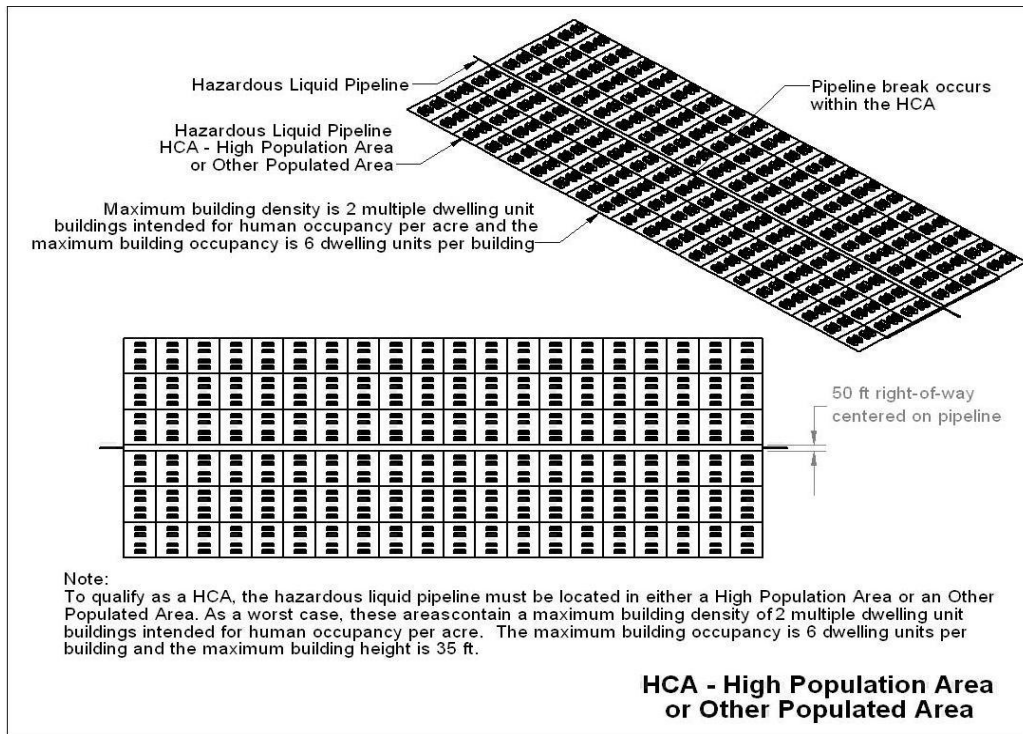 Hazardous Liquid Pipeline
Pipeline break occurs
within the HCA
Hazardous Liquid Pipeline
HCA - High Population Area
or Other Populated Area
Maximum building density is 2 multiple dwelling unit
buildings intended for human occupancy per acre and the
maximum building occupancy is 6 dwelling units per building
50 ft right-of-way
centered on pipeline
Note:
To qualify as a HCA, the hazardous liquid pipeline must be located in either a High Population Area or an Other
Populated Area. As a worst case, these areascontain a maximum building density of 2 multiple dwelling unit
buildings intended for human occupancy per acre. The maximum building occupancy is 6 dwelling units per
building and the maximum building height is 35 ft.
HCA - High Population Area
or Other Populated Area